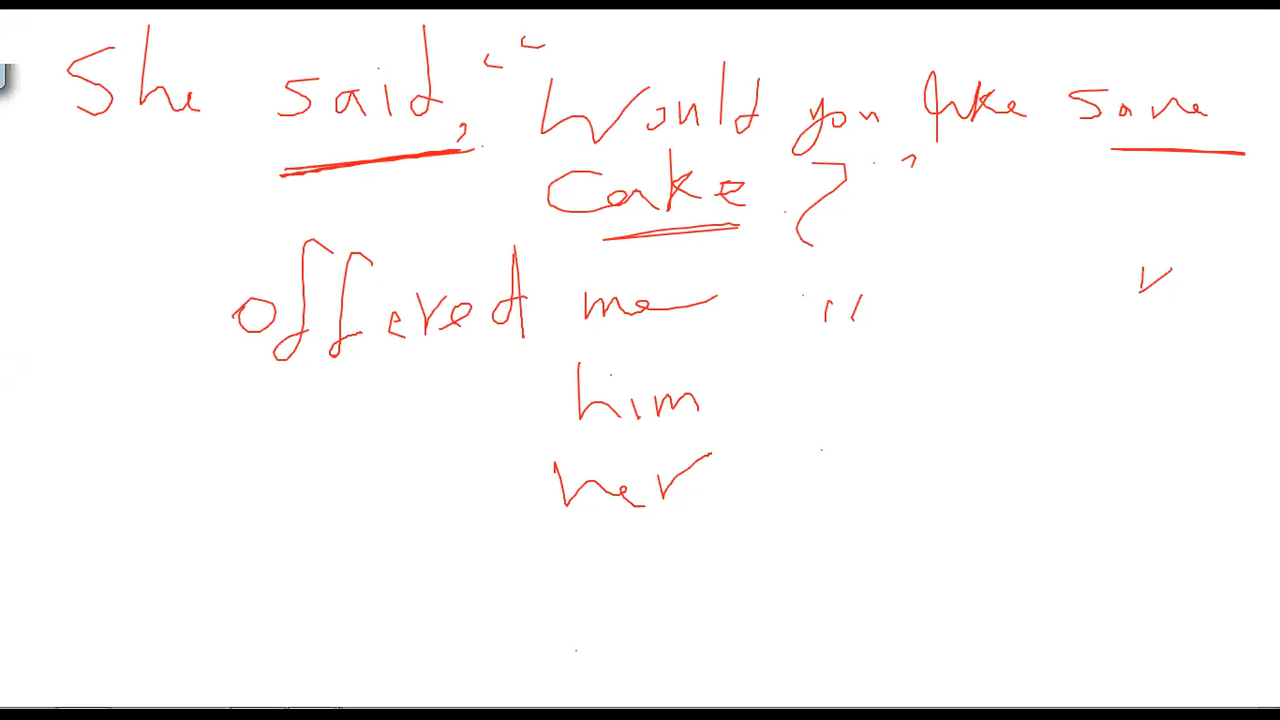 She said, “Would you like some
Cake?”
offered me "
him
her